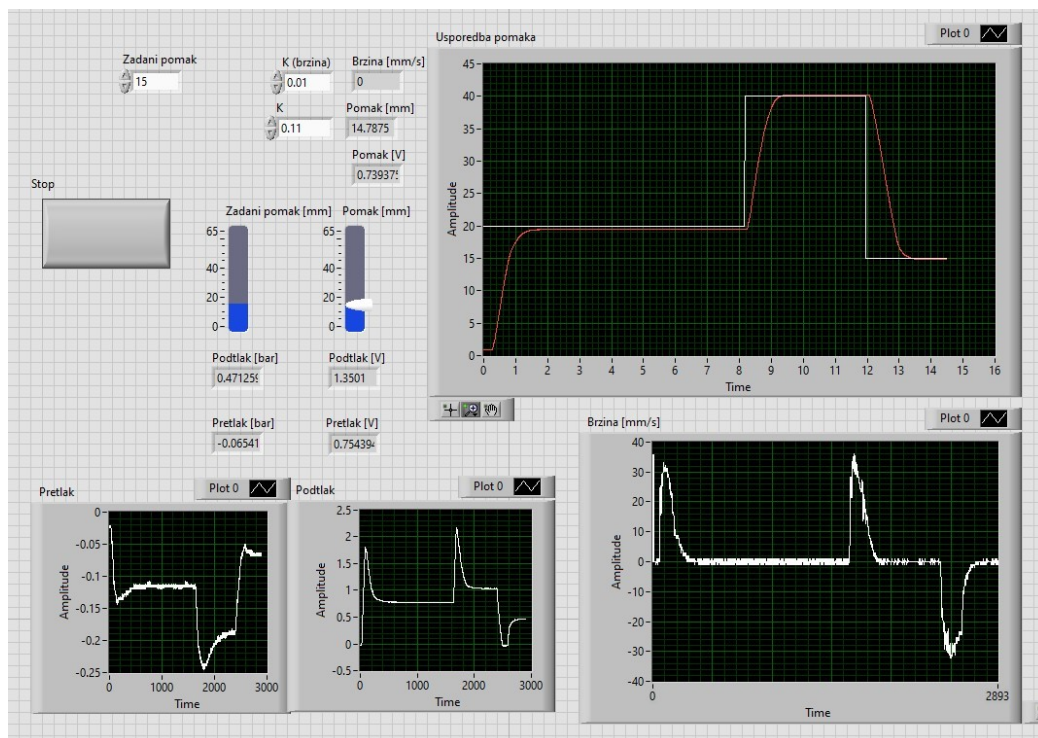 Zadani pomak
15
K (brzina)
0.01
Brzina [mm/s]
0
K
0.11
Pomak [mm]
14.7875
Pomak [V]
0.739375
Stop
Zadani pomak [mm]
65
40
20
0
Pomak [mm]
65
40
20
0
Podtlak [bar]
0.471259
Podtlak [V]
1.3501
Pretlak [bar]
-0.06541
Pretlak [V]
0.754394
Usporedba pomaka
Plot 0
Amplitude
45
40
35
30
25
20
15
10
5
0
0 1 2 3 4 5 6 7 8 9 10 11 12 13 14 15 16
Time
Pretlak
Plot 0
Amplitude
0
-0.05
-0.1
-0.15
-0.2
-0.25
0 1000 2000 3000
Time
Podtlak
Plot 0
Amplitude
2.5
2
1.5
1
0.5
0
-0.5
0 1000 2000 3000
Time
Brzina [mm/s]
Plot 0
Amplitude
40
30
20
10
0
-10
-20
-30
-40
0 2893
Time